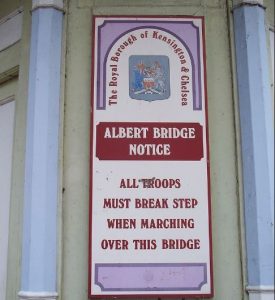 The Royal Borough of Kensington & Chelsea
ALBERT BRIDGE
NOTICE
ALL TROOPS
MUST BREAK STEP
WHEN MARCHING
OVER THIS BRIDGE